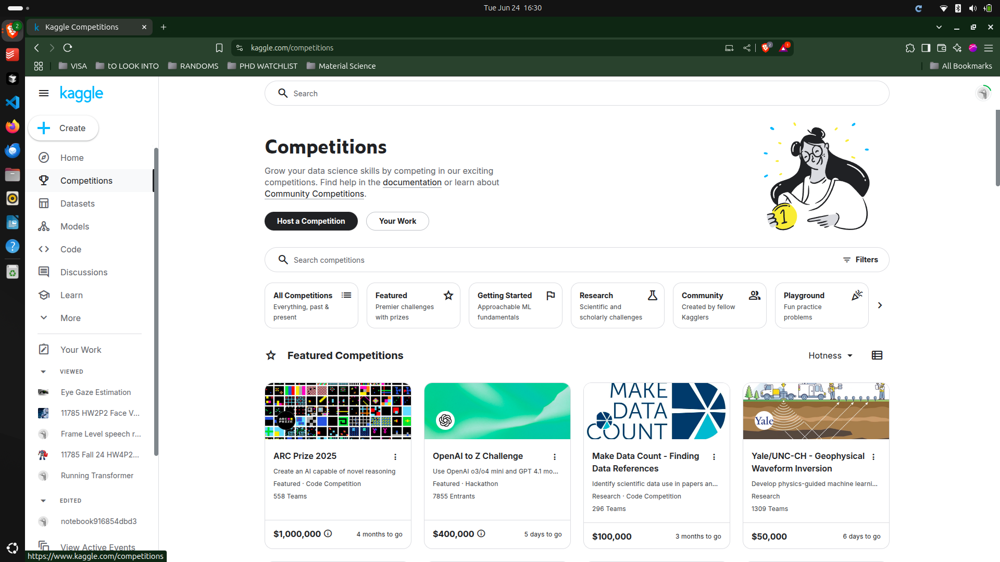 Tue Jun 24 16:30
2
k
Kaggle Competitions
kaggle.com/competitions
2
1
VISA
tO LOOK INTO
RANDOMS
PHD WATCHLIST
Material Science
All Bookmarks
kaggle
Search
Create
Home
Competitions
Datasets
Models
Code
Discussions
Learn
More
Your Work
VIEWED
Eye Gaze Estimation
11785 HW2P2 Face V...
Frame Level speech r...
11785 Fall 24 HW4P2...
Running Transformer
EDITED
notebook916854dbd3
View Active Events
https://www.kaggle.com/competitions
Competitions
Grow your data science skills by competing in our exciting
competitions. Find help in the documentation or learn about
Community Competitions.
Host a Competition
Your Work
1
Search competitions
Filters
All Competitions
Everything, past &
present
Featured
Premier challenges
with prizes
Getting Started
Approachable ML
fundamentals
Research
Scientific and
scholarly challenges
Community
Created by fellow
Kagglers
Playground
Fun practice
problems
Featured Competitions
Hotness
ARC PRIZE
ARC Prize 2025
Create an AI capable of novel reasoning
Featured · Code Competition
558 Teams
$1,000,000
4 months to go
OpenAI to Z Challenge
Use OpenAI o3/o4 mini and GPT 4.1 mo...
Featured · Hackathon
7855 Entrants
$400,000
5 days to go
MAKE
DATA
COUNT
Make Data Count - Finding
Data References
Identify scientific data use in papers an...
Research · Code Competition
296 Teams
$100,000
3 months to go
Yale
Yale/UNC-CH - Geophysical
Waveform Inversion
Develop physics-guided machine learni...
Research
1309 Teams
$50,000
6 days to go